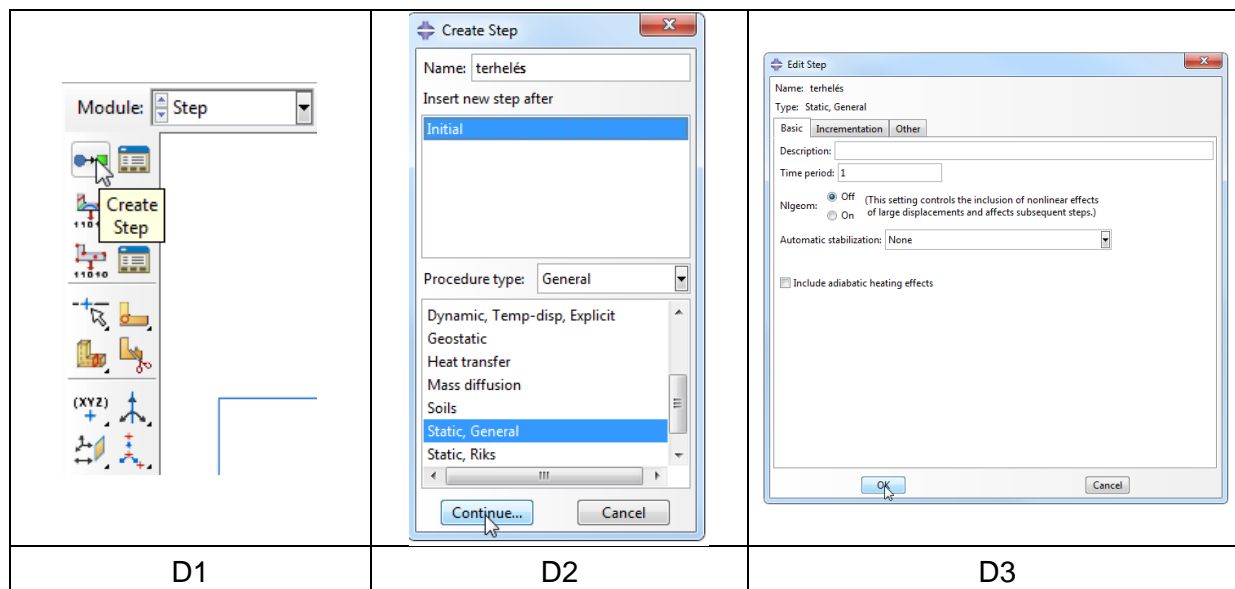 Module: Step
Create
Step
(XYZ)
D1
Create Step
Name: terhelés
Insert new step after
Initial
Procedure type: General
Dynamic, Temp-disp, Explicit
Geostatic
Heat transfer
Mass diffusion
Soils
Static, General
Static, Riks
Continue... Cancel
D2
Edit Step
Name: terhelés
Type: Static, General
Basic Incrementation Other
Description:
Time period: 1
Nlgeom: Off (This setting controls the inclusion of nonlinear effects
On of large displacements and affects subsequent steps.)
Automatic stabilization: None
Include adiabatic heating effects
OK Cancel
D3